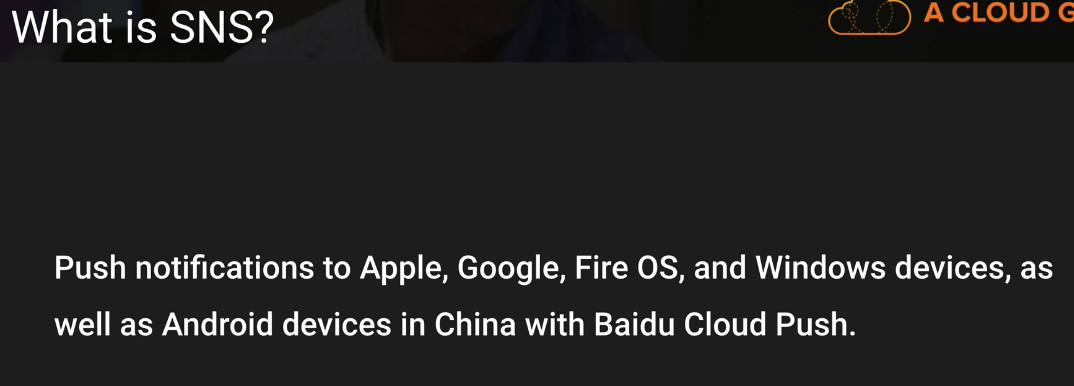 What is SNS?
A CLOUD G
Push notifications to Apple, Google, Fire OS, and Windows devices, as
well as Android devices in China with Baidu Cloud Push.